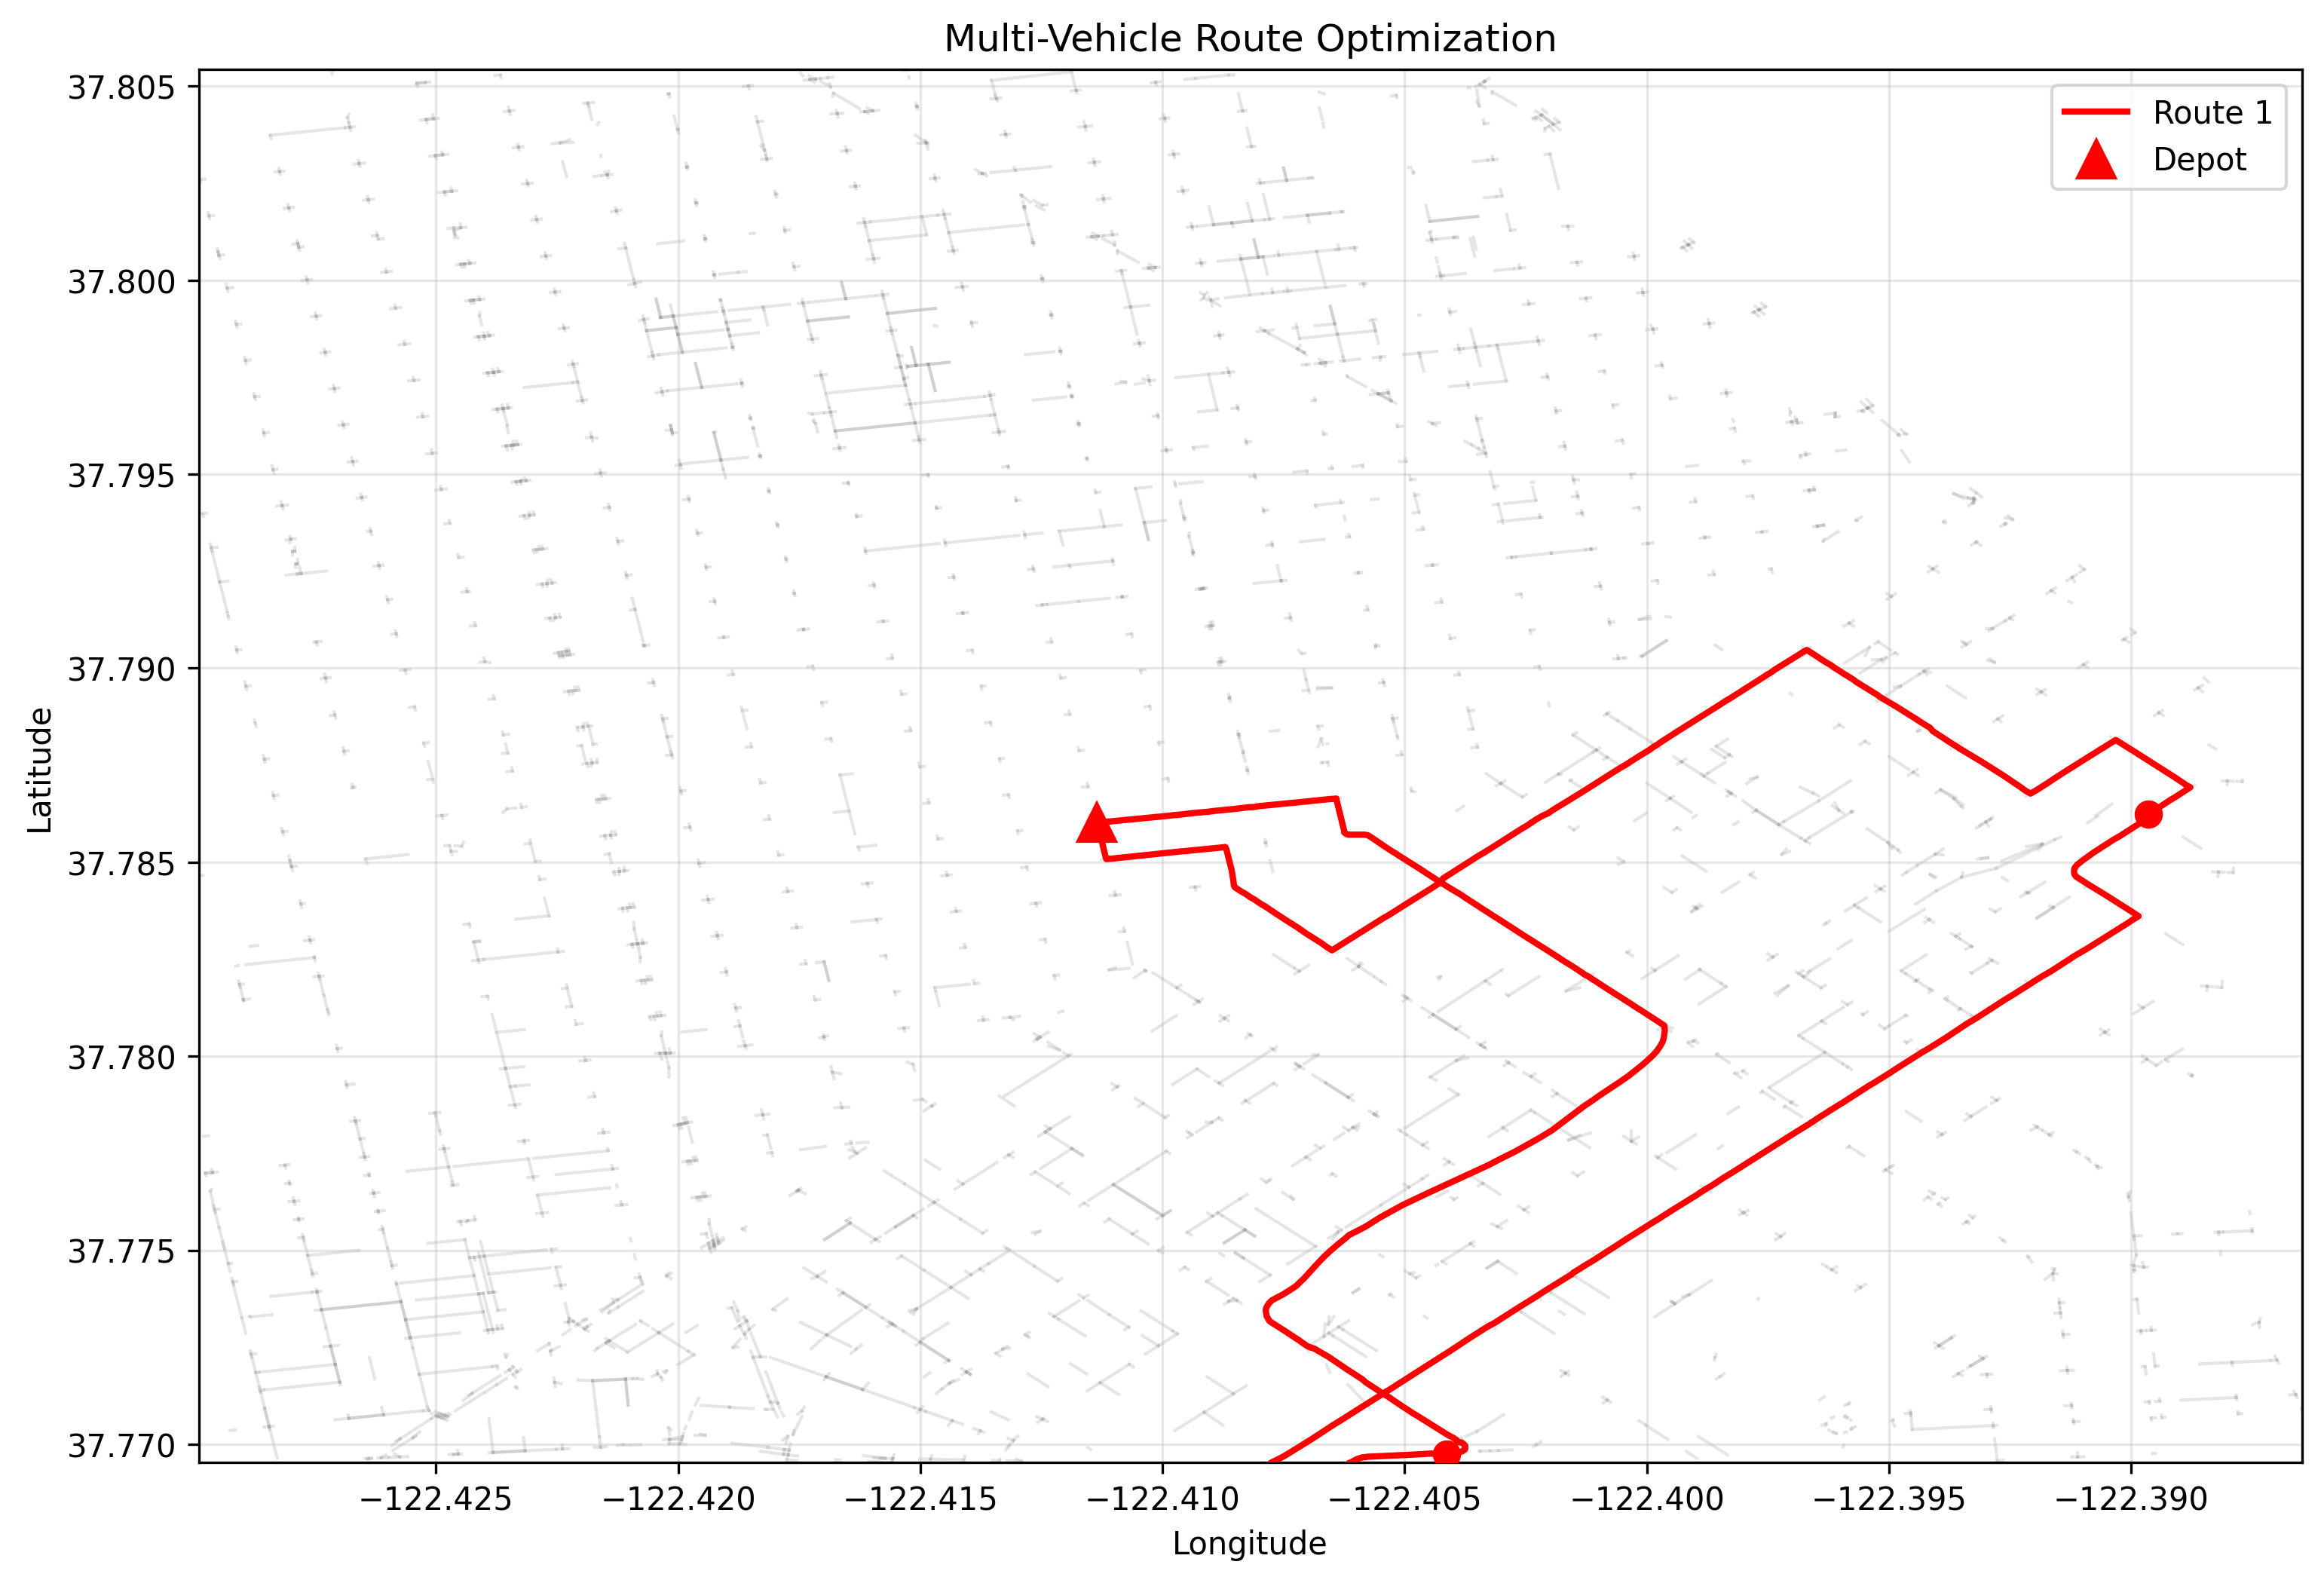 Multi-Vehicle Route Optimization
Route 1
Depot
37.805
37.800
37.795
37.790
37.785
37.780
37.775
37.770
Latitude
−122.425 −122.420 −122.415 −122.410 −122.405 −122.400 −122.395 −122.390
Longitude